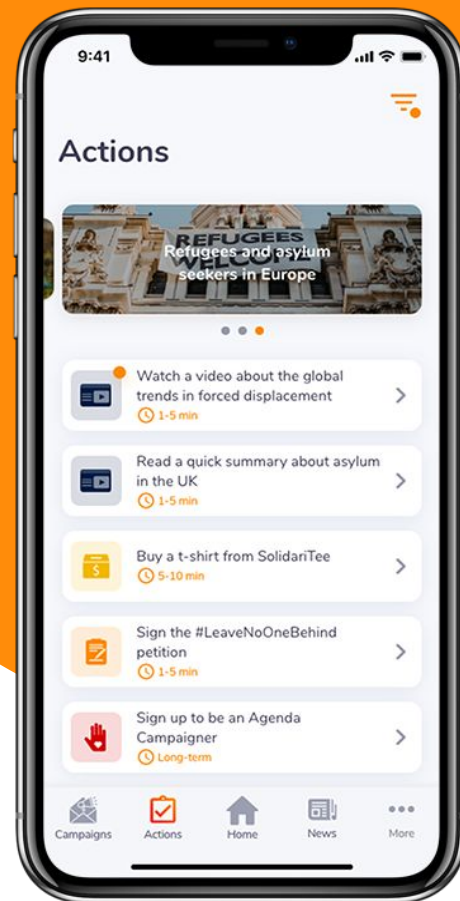 9:41
Actions
REFUGEES
WELCOME
Refugees and asylum
seekers in Europe
Watch a video about the global
trends in forced displacement
1-5 min
Read a quick summary about asylum
in the UK
1-5 min
Buy a t-shirt from SolidariTee
5-10 min
$
Sign the #LeaveNoOneBehind
petition
1-5 min
Sign up to be an Agenda
Campaigner
Long-term
Campaigns
Actions
Home
News
More